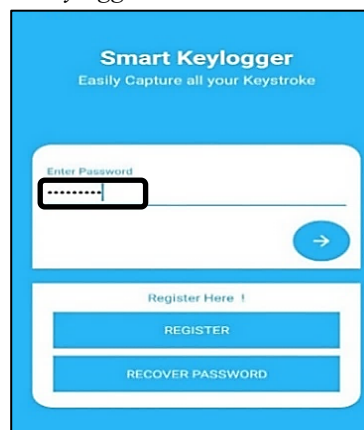 Smart Keylogger
Easily Capture all your Keystroke
Enter Password
•••••••••
Register Here !
REGISTER
RECOVER PASSWORD